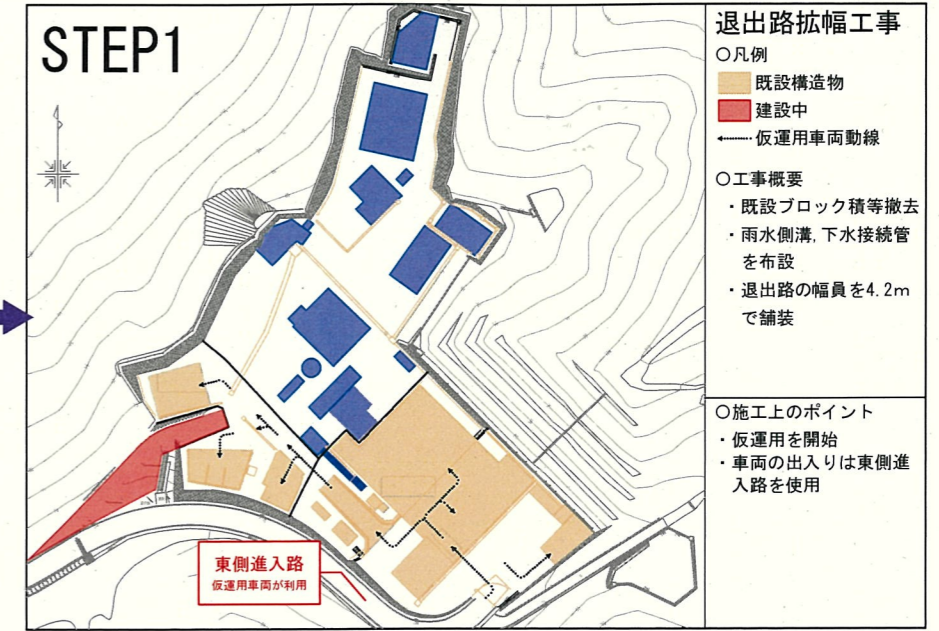 STEP1
退出路拡幅工事
○凡例
既設構造物
建設中
仮運用車両動線
○工事概要
・既設ブロック積等撤去
・雨水側溝,下水接続管
を布設
・退出路の幅員を4.2m
で舗装
○施工上のポイント
・仮運用を開始
・車両の出入りは東側進
入路を使用
東側進入路
仮運用車両が利用